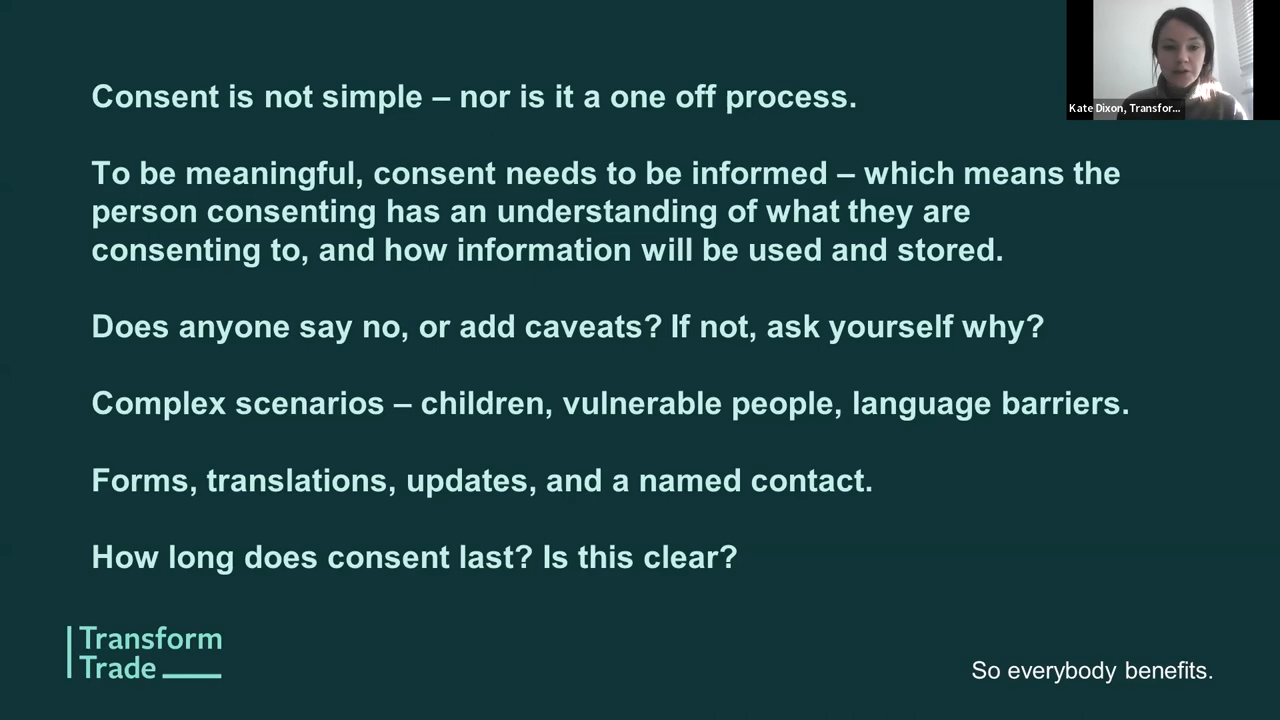 Consent is not simple – nor is it a one off process.
Kate Dixon, Transfor...
To be meaningful, consent needs to be informed – which means the
person consenting has an understanding of what they are
consenting to, and how information will be used and stored.
Does anyone say no, or add caveats? If not, ask yourself why?
Complex scenarios – children, vulnerable people, language barriers.
Forms, translations, updates, and a named contact.
How long does consent last? Is this clear?
Transform
Trade
So everybody benefits.